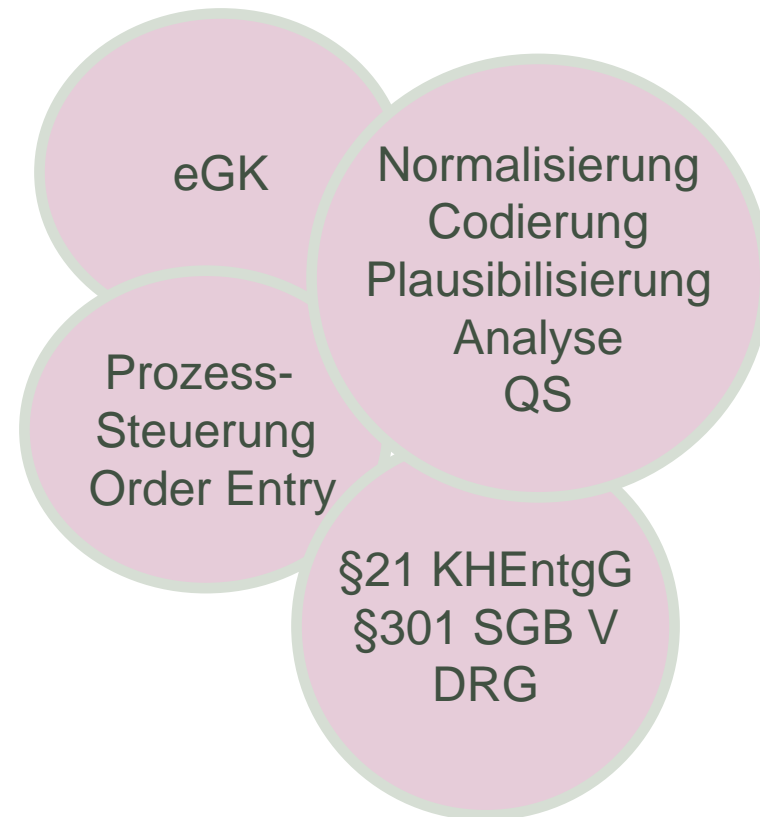 eGK
Normalisierung
Codierung
Plausibilisierung
Analyse
QS
Prozess-
Steuerung
Order Entry
§21 KHEntgG
§301 SGB V
DRG